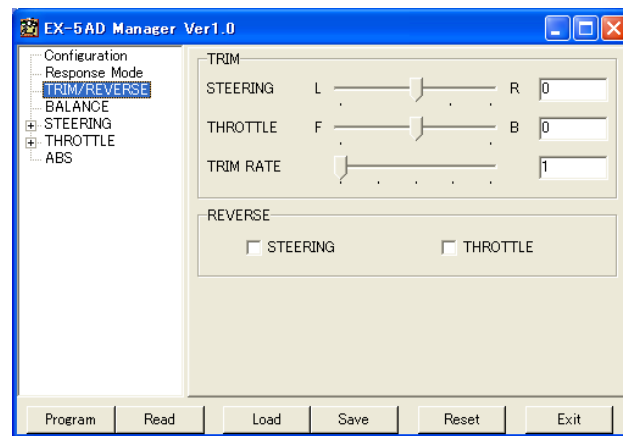 EX-5AD Manager Ver1.0
Configuration
Response Mode
TRIM/REVERSE
BALANCE
STEERING
THROTTLE
ABS
TRIM
STEERING L R 0
THROTTLE F B 0
TRIM RATE 1
REVERSE
STEERING THROTTLE
Program Read Load Save Reset Exit